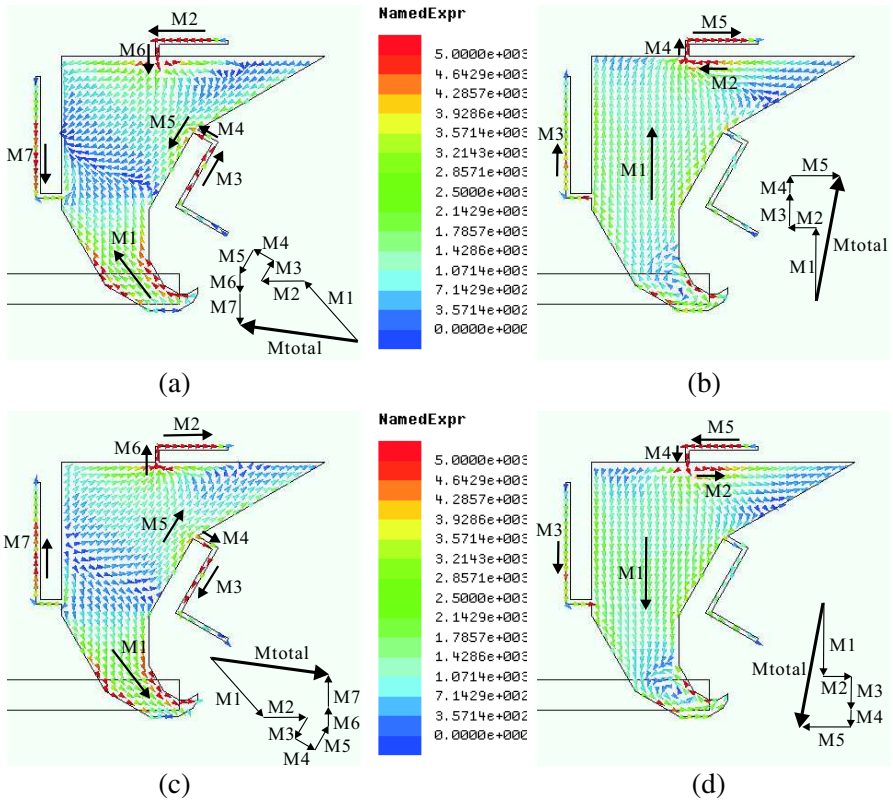 M2
M6
M5
M4
M7
M3
M1
M4
M5
M3
M6
M2
M7
M1
Mtotal
(a)
NamedExpr
5.0000e+003
4.6429e+003
4.2857e+003
3.9286e+003
3.5714e+003
3.2143e+003
2.8571e+003
2.5000e+003
2.1429e+003
1.7857e+003
1.4286e+003
1.0714e+003
7.1429e+002
3.5714e+002
0.0000e+000
M5
M4
M2
M3
M1
M5
M4
M3
M2
M1
Mtotal
(b)
M2
M6
M5
M4
M7
M3
M1
Mtotal
M1
M2
M7
M3
M6
M5
M4
(c)
NamedExpr
5.0000e+003
4.6429e+003
4.2857e+003
3.9286e+003
3.5714e+003
3.2143e+003
2.8571e+003
2.5000e+003
2.1429e+003
1.7857e+003
1.4286e+003
1.0714e+003
7.1429e+002
3.5714e+002
0.0000e+000
M5
M4
M2
M3
M1
M1
Mtotal
M2
M3
M4
M5
(d)